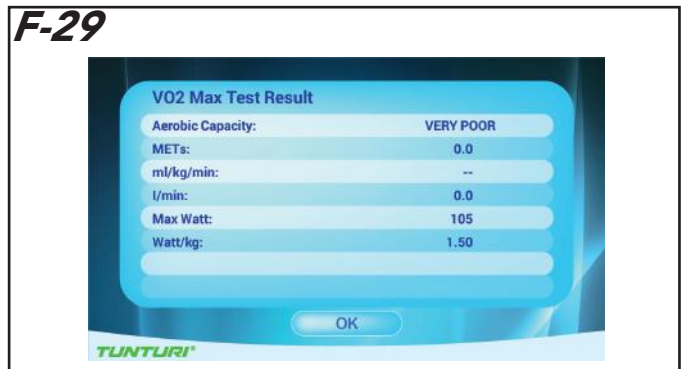 F-29
VO2 Max Test Result
Aerobic Capacity: VERY POOR
METs: 0.0
ml/kg/min: --
l/min: 0.0
Max Watt: 105
Watt/kg: 1.50
OK
TUNTURI®